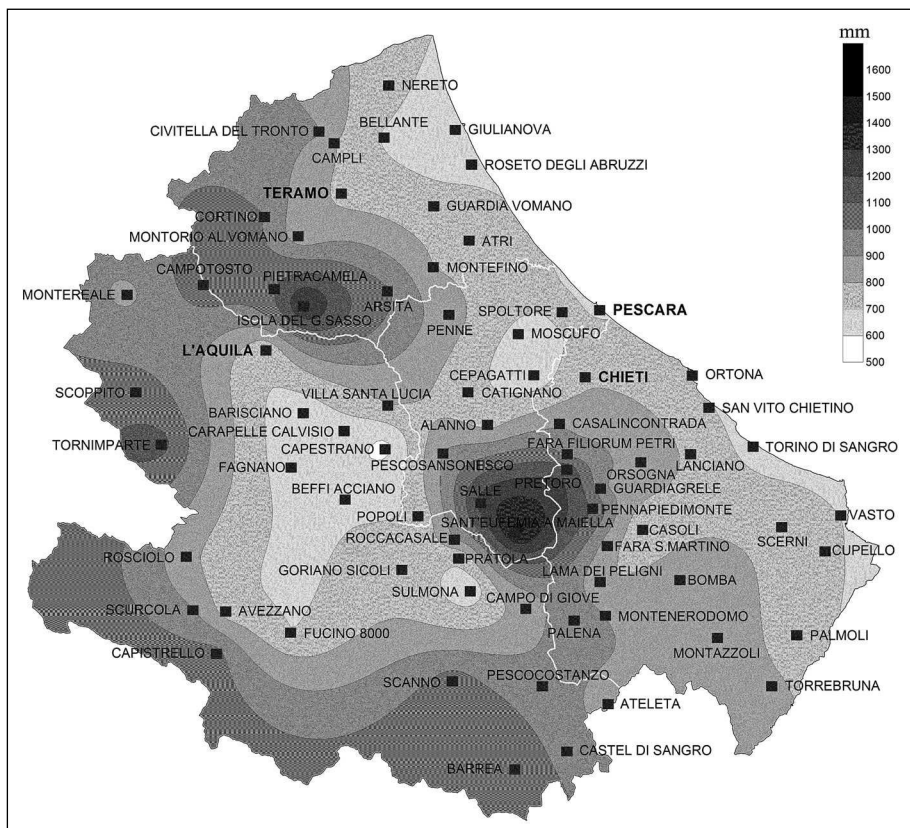 mm
1600
1500
1400
1300
1200
1100
1000
900
800
700
600
500
NERETO
BELLANTE
GIULIANOVA
CIVITELLA DEL TRONTO
CAMPLI
ROSETO DEGLI ABRUZZI
TERAMO
GUARDIA VOMANO
CORTINO
MONTORIO AL VOMANO
ATRI
MONTEFINO
CAMPOTOSTO
PIETRACAMELA
MONTEREALE
ARSITA
ISOLA DEL G.SASSO
PENNE
SPOLTORE
PESCARA
MOSCUFO
L'AQUILA
CEPAGATTI
CHIETI
ORTONA
SCOPPITO
VILLA SANTA LUCIA
CATIGNANO
BARISCIANO
SAN VITO CHIETINO
CARAPELLE CALVISIO
ALANNO
CASALINCONTRADA
TORNIMPARTE
CAPESTRANO
FARA FILIORUM PETRI
TORINO DI SANGRO
FAGNANO
PESCOSANSONESCO
LANCIANO
PRETORO
ORSOGNA
GUARDIAGRELE
BEFFI ACCIANO
SALLE
PENNAPIEDIMONTE
POPOLI
SANT'EUFEMIA A MAIELLA
VASTO
CASOLI
SCERNI
ROCCACASALE
FARA S.MARTINO
CUPELLO
ROSCIOLO
PRATOLA
GORIANO SICOLI
LAMA DEI PELIGNI
BOMBA
SULMONA
CAMPO DI GIOVE
SCURCOLA
AVEZZANO
MONTENERODOMO
PALENA
FUCINO 8000
PALMOLI
MONTAZZOLI
CAPISTRELLO
SCANNO
PESCOCOSTANZO
TORREBRUNA
ATELETA
CASTEL DI SANGRO
BARREA